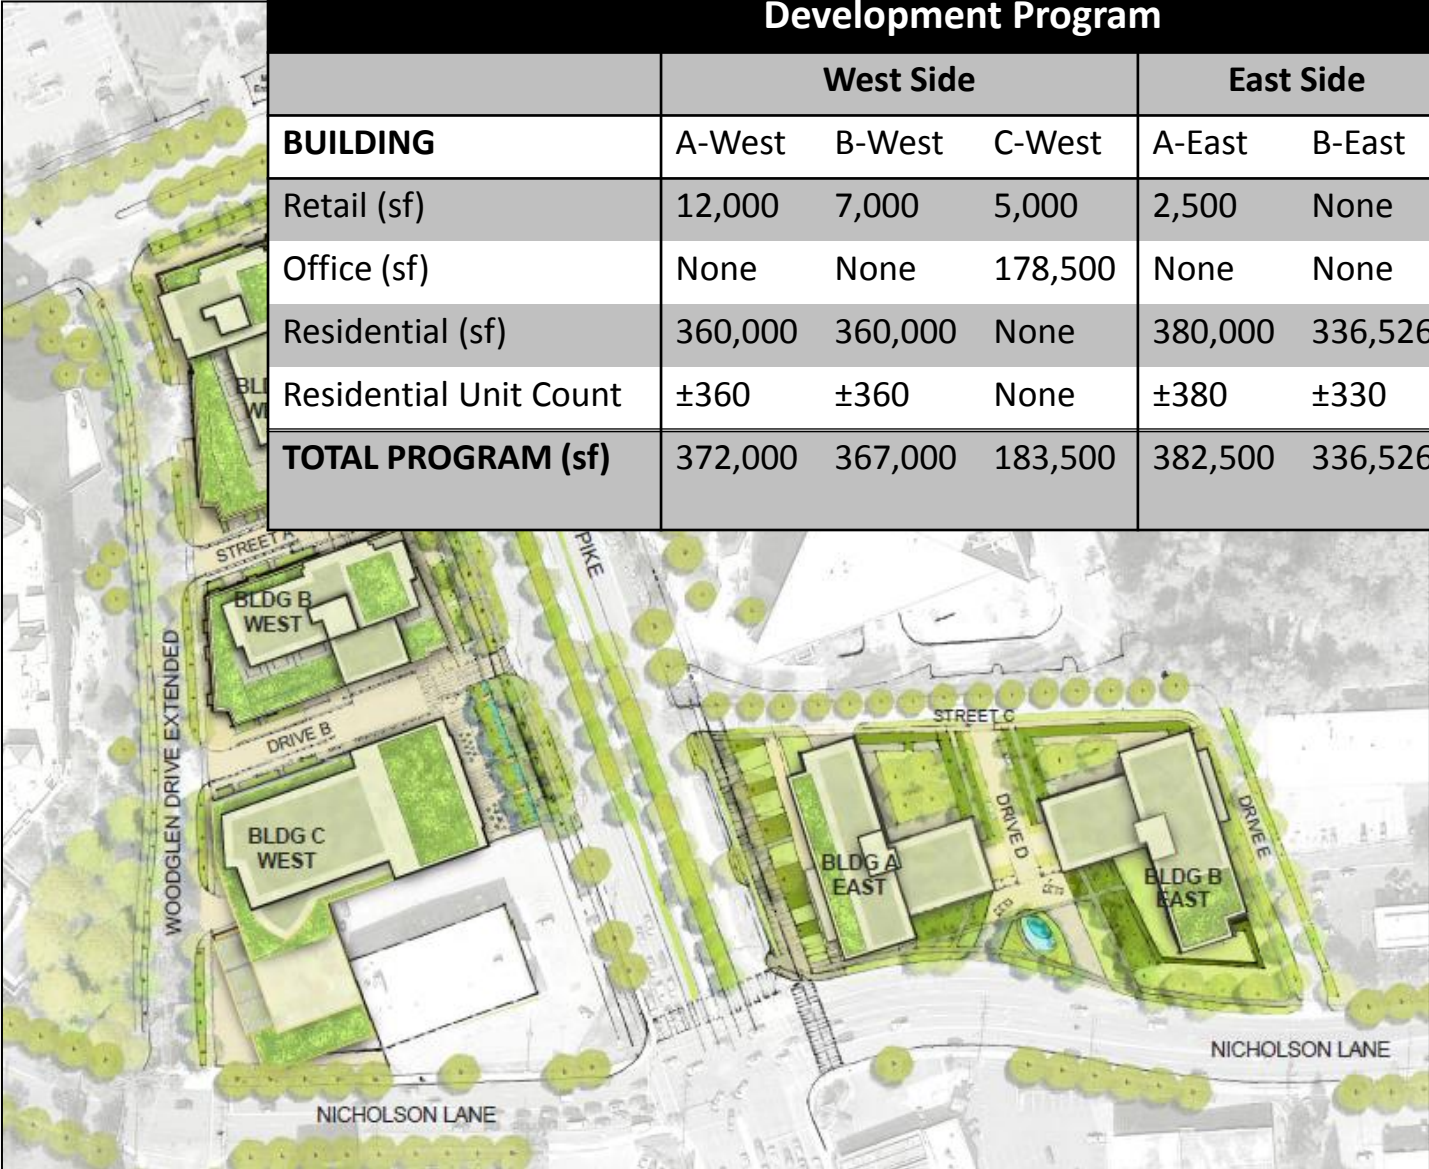 Development Program
West Side East Side
BUILDING A-West B-West C-West A-East B-East
Retail (sf) 12,000 7,000 5,000 2,500 None
Office (sf) None None 178,500 None None
Residential (sf) 360,000 360,000 None 380,000 336,526
Residential Unit Count ±360 ±360 None ±380 ±330
TOTAL PROGRAM (sf) 372,000 367,000 183,500 382,500 336,526
STREET A
PIKE
BLDG B
WEST
WOODGLEN DRIVE EXTENDED
DRIVE B
BLDG C
WEST
STREET C
DRIVE D
DRIVE E
BLDG A
EAST
BLDG B
EAST
NICHOLSON LANE
NICHOLSON LANE